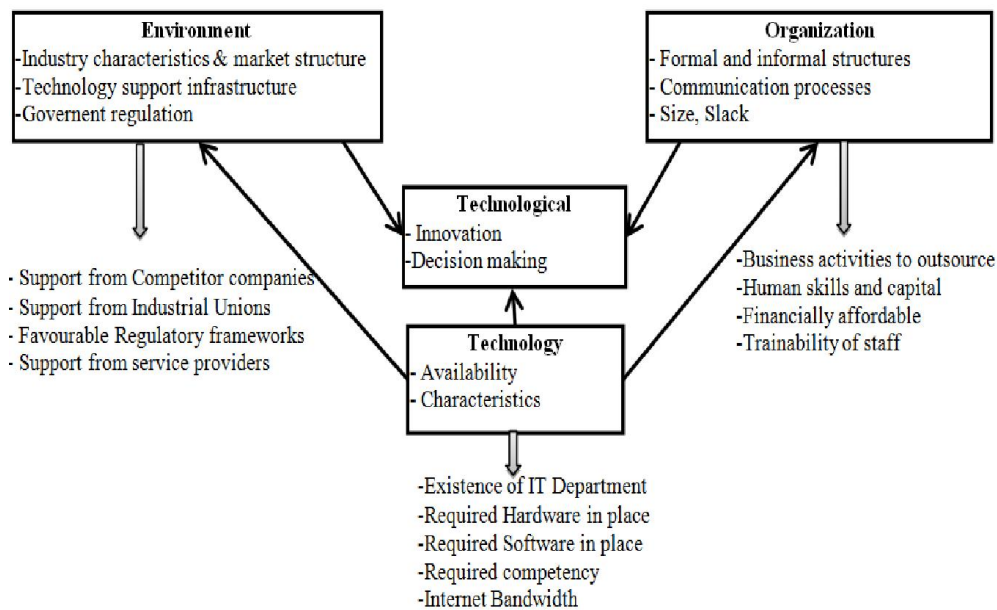 Environment
-Industry characteristics & market structure
-Technology support infrastructure
-Governent regulation
Organization
- Formal and informal structures
- Communication processes
- Size, Slack
Technological
- Innovation
-Decision making
- Support from Competitor companies
- Support from Industrial Unions
- Favourable Regulatory frameworks
- Support from service providers
-Business activities to outsource
-Human skills and capital
-Financially affordable
-Trainability of staff
Technology
- Availability
- Characteristics
-Existence of IT Department
-Required Hardware in place
-Required Software in place
-Required competency
-Internet Bandwidth